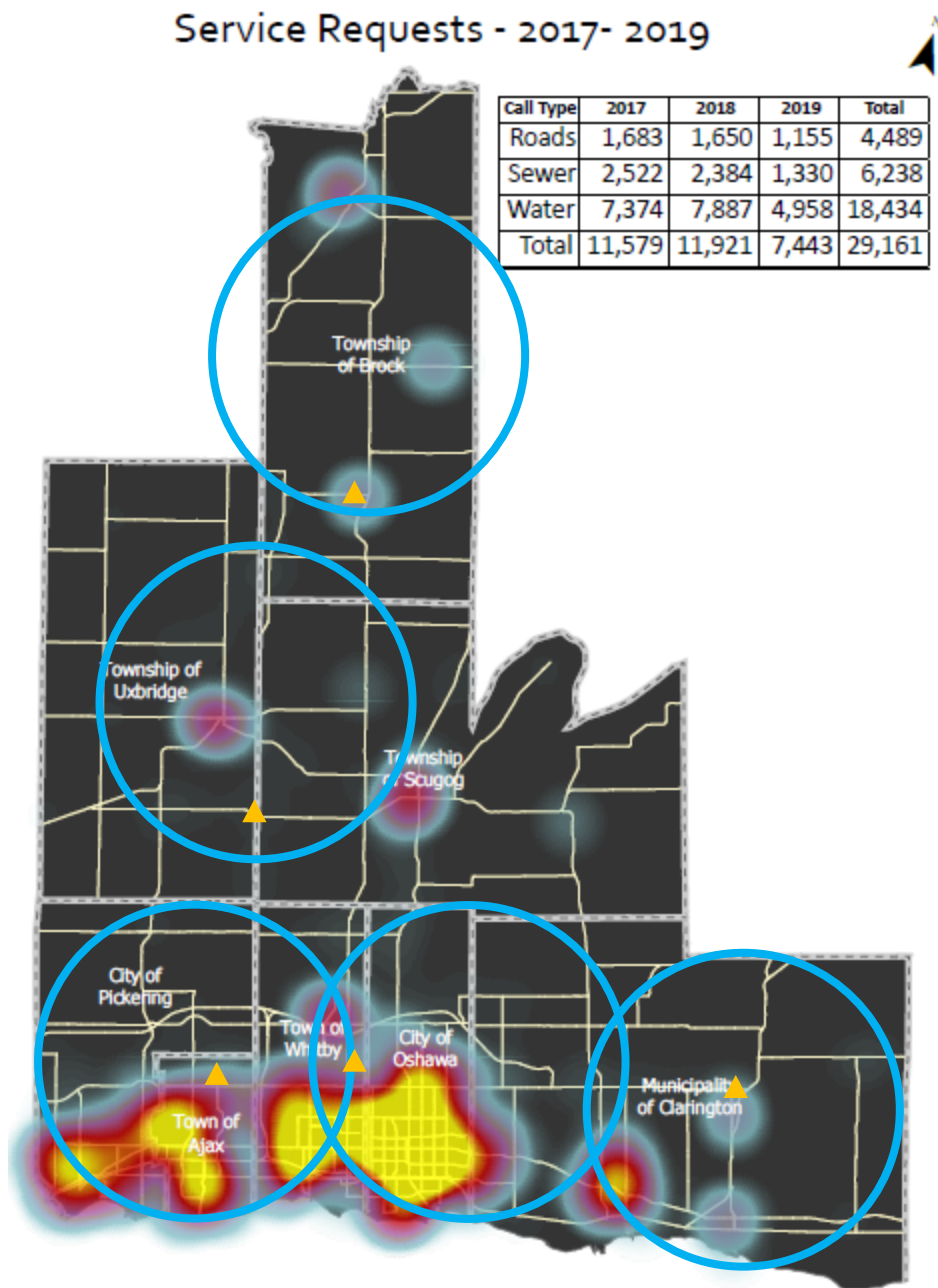 Service Requests - 2017- 2019
N
Call Type 2017 2018 2019 Total
Roads 1,683 1,650 1,155 4,489
Sewer 2,522 2,384 1,330 6,238
Water 7,374 7,887 4,958 18,434
Total 11,579 11,921 7,443 29,161
Township
of Brock
Township of
Uxbridge
Township
of Scugog
City of
Pickering
Town of
Whitby
City of
Oshawa
Municipality
of Clarington
Town of
Ajax